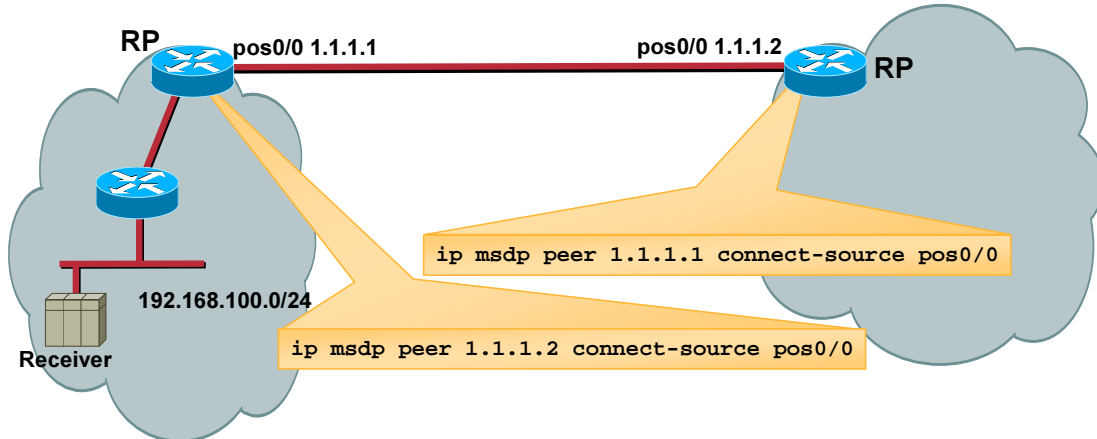 RP
pos0/0 1.1.1.1
pos0/0 1.1.1.2
RP
ip msdp peer 1.1.1.1 connect-source pos0/0
192.168.100.0/24
ip msdp peer 1.1.1.2 connect-source pos0/0
Receiver